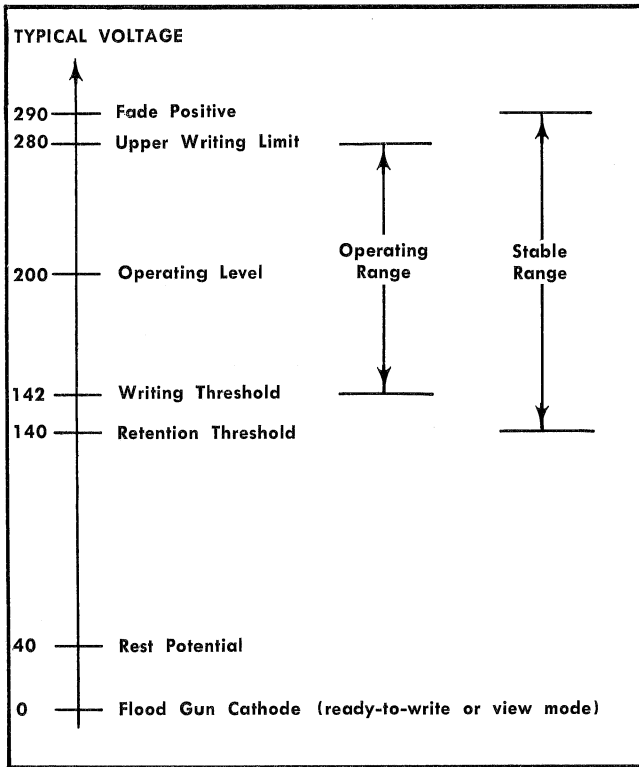 TYPICAL VOLTAGE
290 Fade Positive
280 Upper Writing Limit
Operating Range
Stable Range
200 Operating Level
142 Writing Threshold
140 Retention Threshold
40 Rest Potential
0 Flood Gun Cathode (ready-to-write or view mode)